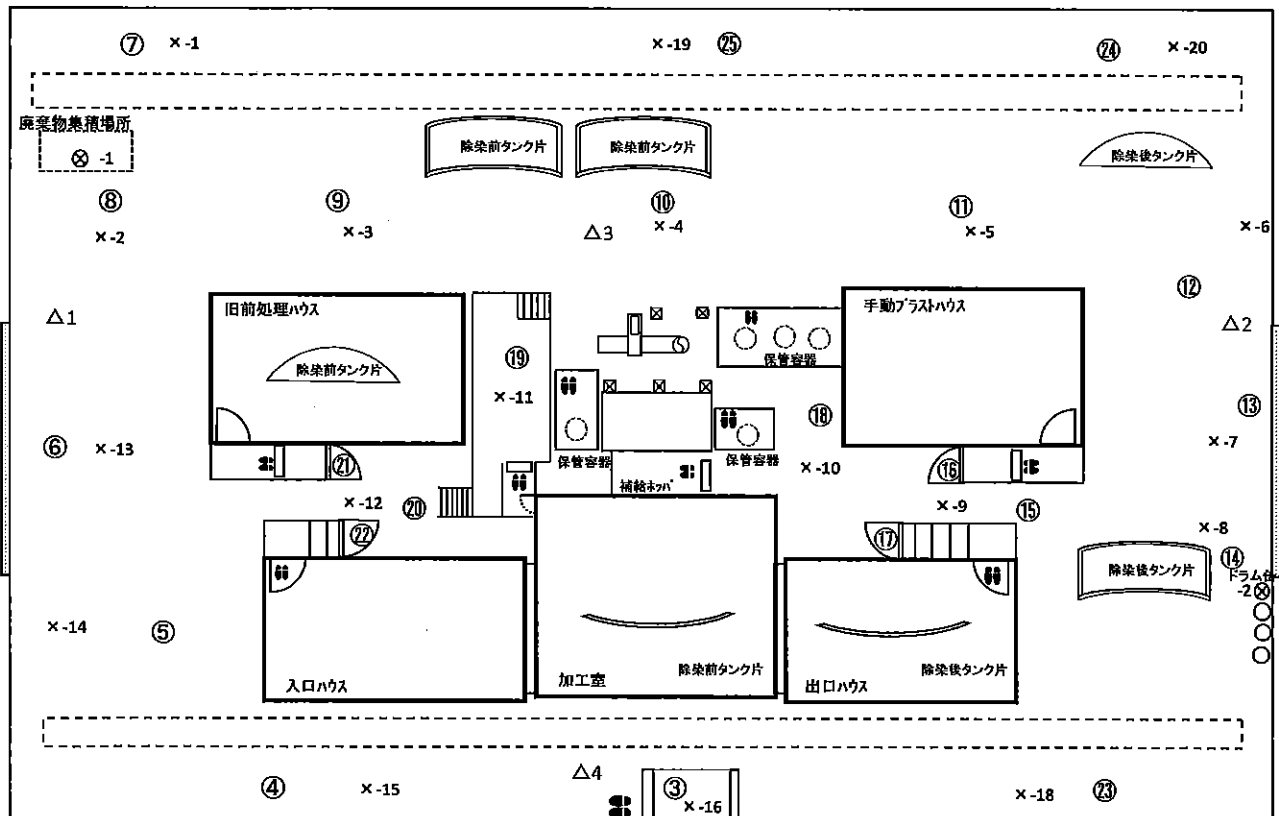 ⑦ ×-1 ×-19 ㉕ ㉔ ×-20
廃棄物集積場所
⊗ -1
除染前タンク片
除染前タンク片
除染後タンク片
⑧ ⑨ ⑩ ⑪
×-2 ×-3 △3 ×-4 ×-5 ×-6
⑫
△1
旧前処理ハウス
手動ブラストハウス
△2
除染前タンク片
⑲
保管容器
×-11
⑱
⑬
⑥ ×-13
×-7
㉑
保管容器
保管容器
×-10
⑯
補給ホッパ
×-12 ⑳
×-9 ⑮
×-8
㉒
⑰
⑭
除染後タンク片
-2⊗
×-14 ⑤
入口ハウス
加工室
除染前タンク片
出口ハウス
除染後タンク片
④ ×-15 △4 ③ ×-16 ×-18 ㉓